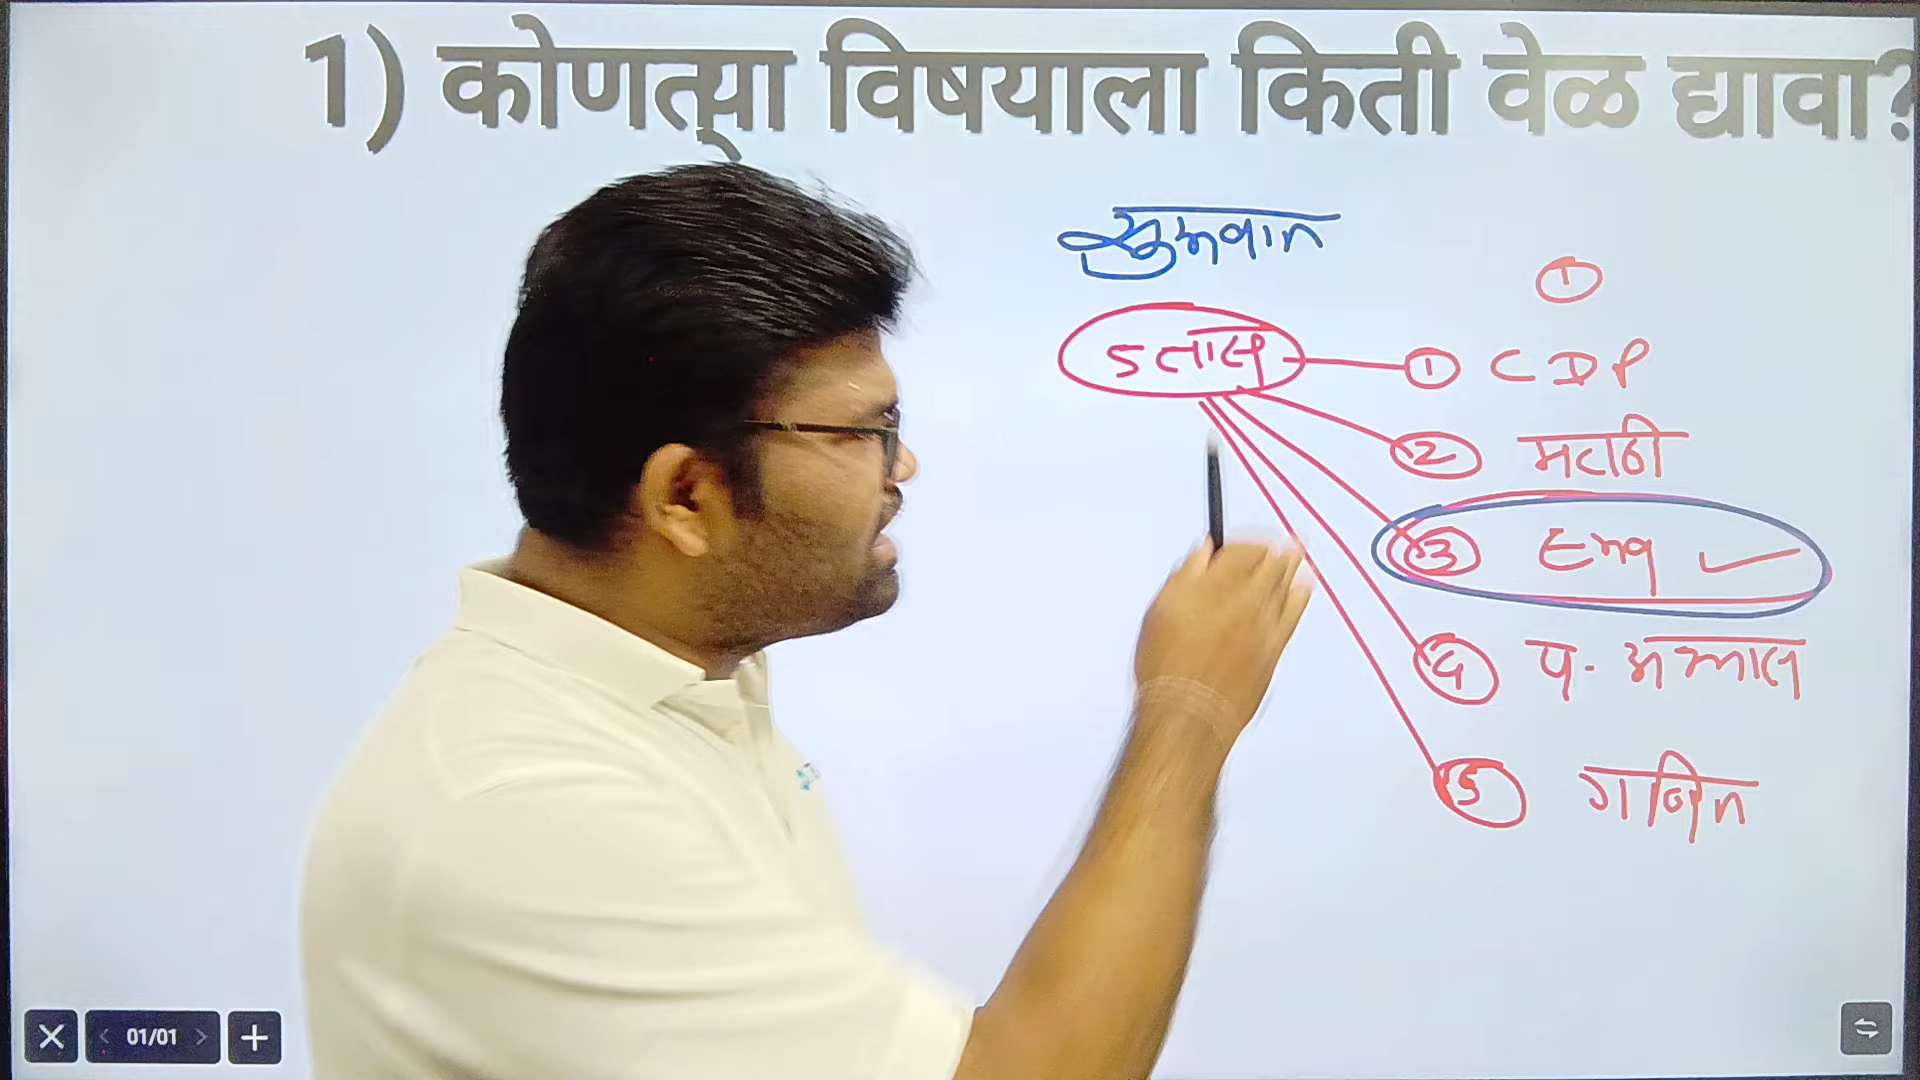 1) कोणत्या विषयाला किती वेळ द्यावा?
सुरुवात
①
5 तास
① CDP
② मराठी
③ Eng ✓
④ प. अभ्यास
⑤ गणित
01/01